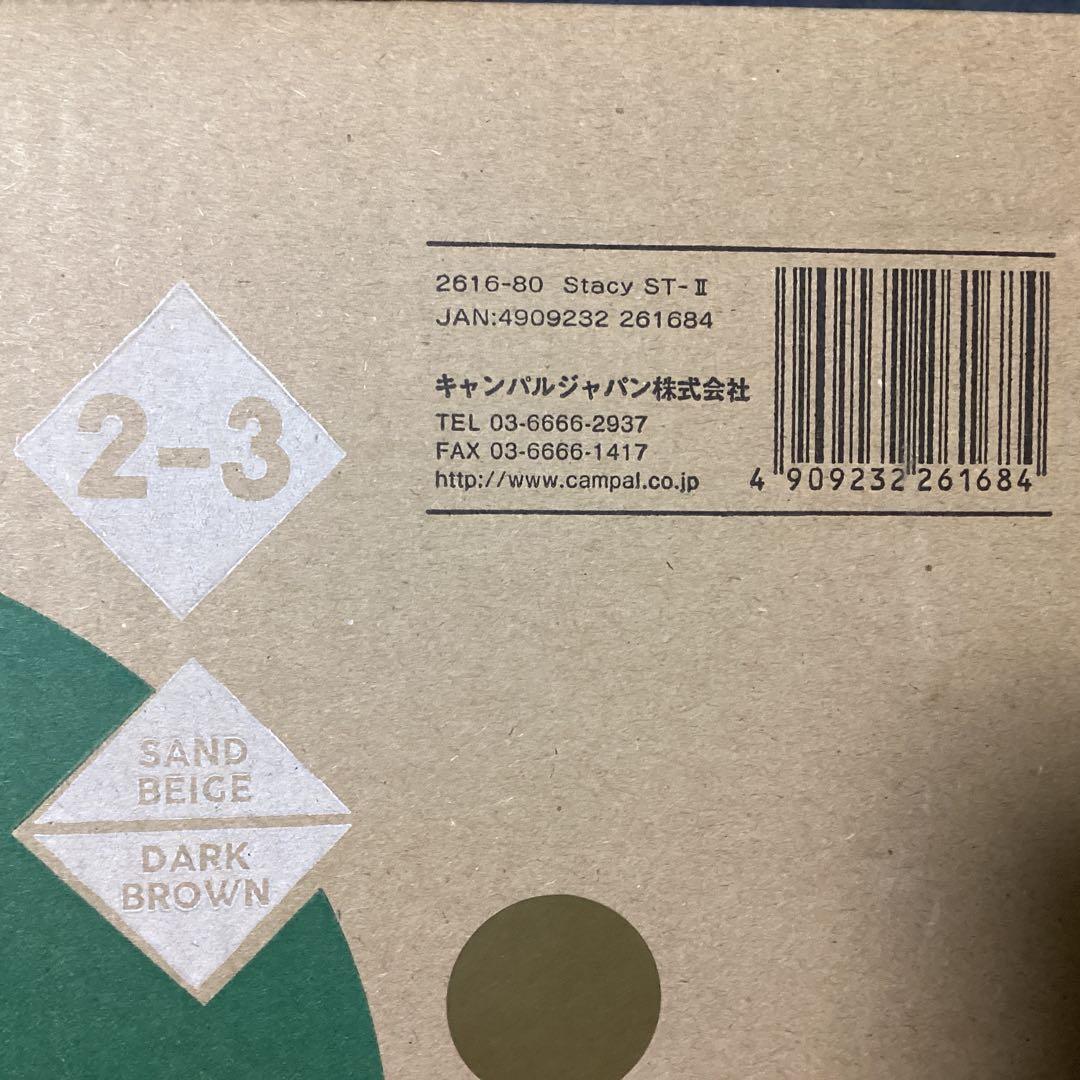 2616-80 Stacy ST-Ⅱ
JAN:4909232 261684
キャンパルジャパン株式会社
TEL 03-6666-2937
FAX 03-6666-1417
http://www.campal.co.jp
4 909232 261684
2-3
SAND
BEIGE
DARK
BROWN